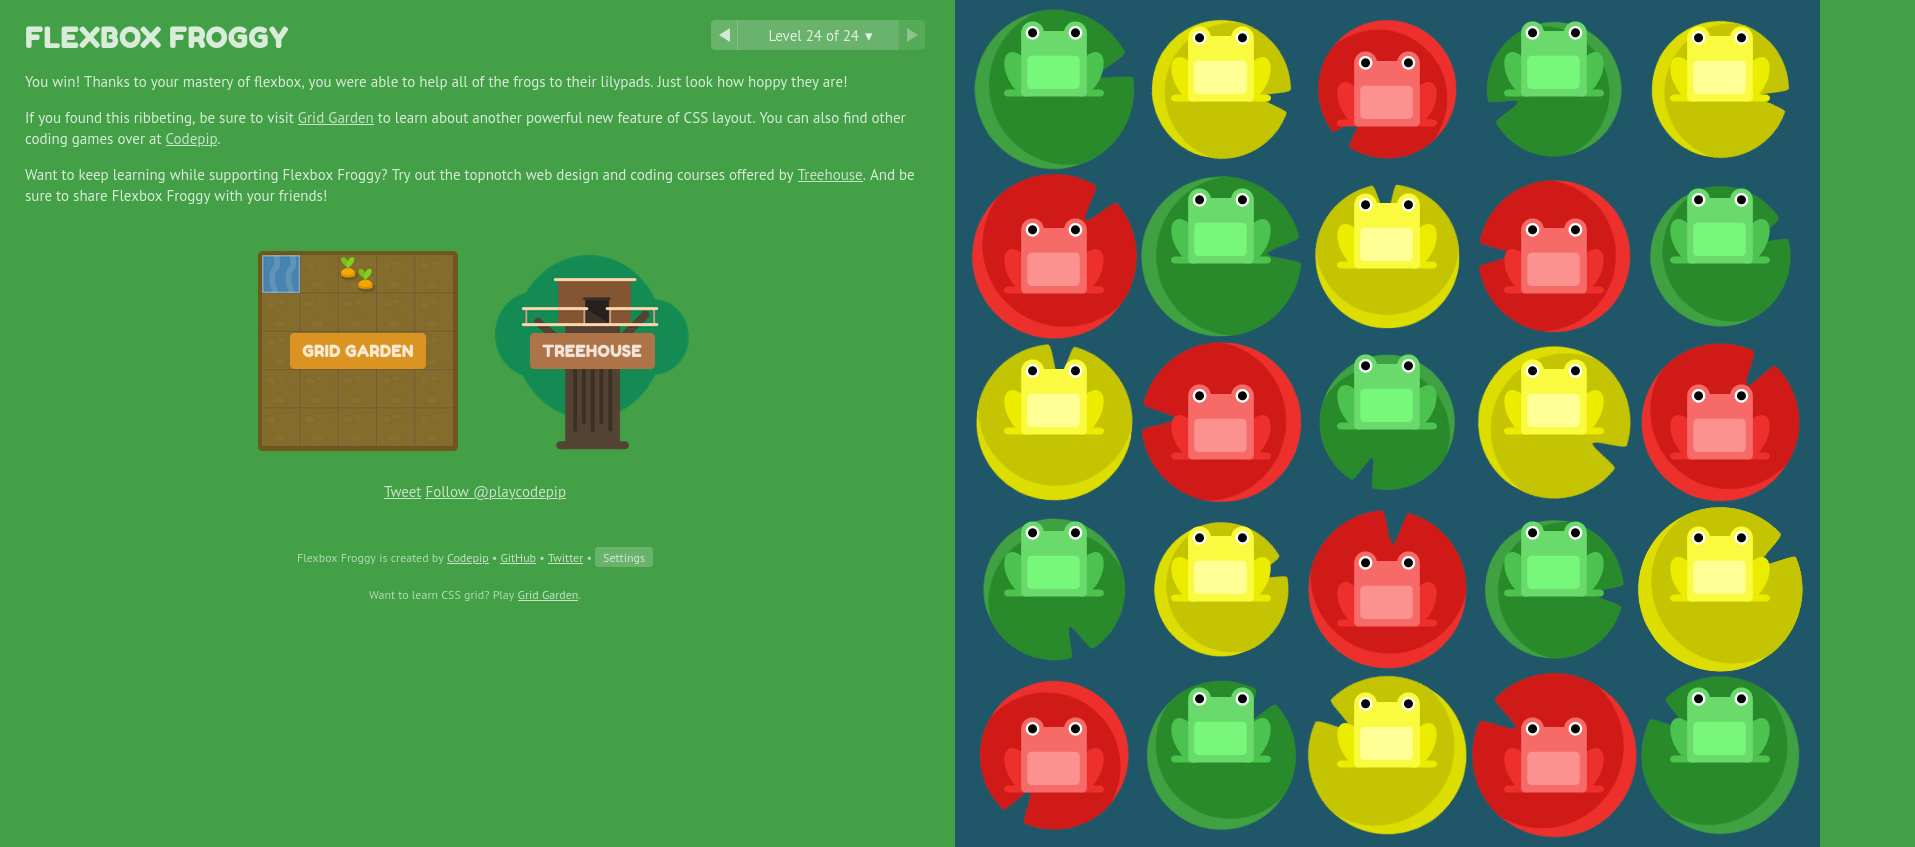 FLEXBOX FROGGY
Level 24 of 24 ▾
You win! Thanks to your mastery of flexbox, you were able to help all of the frogs to their lilypads. Just look how hoppy they are!
If you found this ribbeting, be sure to visit Grid Garden to learn about another powerful new feature of CSS layout. You can also find other
coding games over at Codepip.
Want to keep learning while supporting Flexbox Froggy? Try out the topnotch web design and coding courses offered by Treehouse. And be
sure to share Flexbox Froggy with your friends!
GRID GARDEN
TREEHOUSE
Tweet Follow @playcodepip
Flexbox Froggy is created by Codepip • GitHub • Twitter • Settings
Want to learn CSS grid? Play Grid Garden.